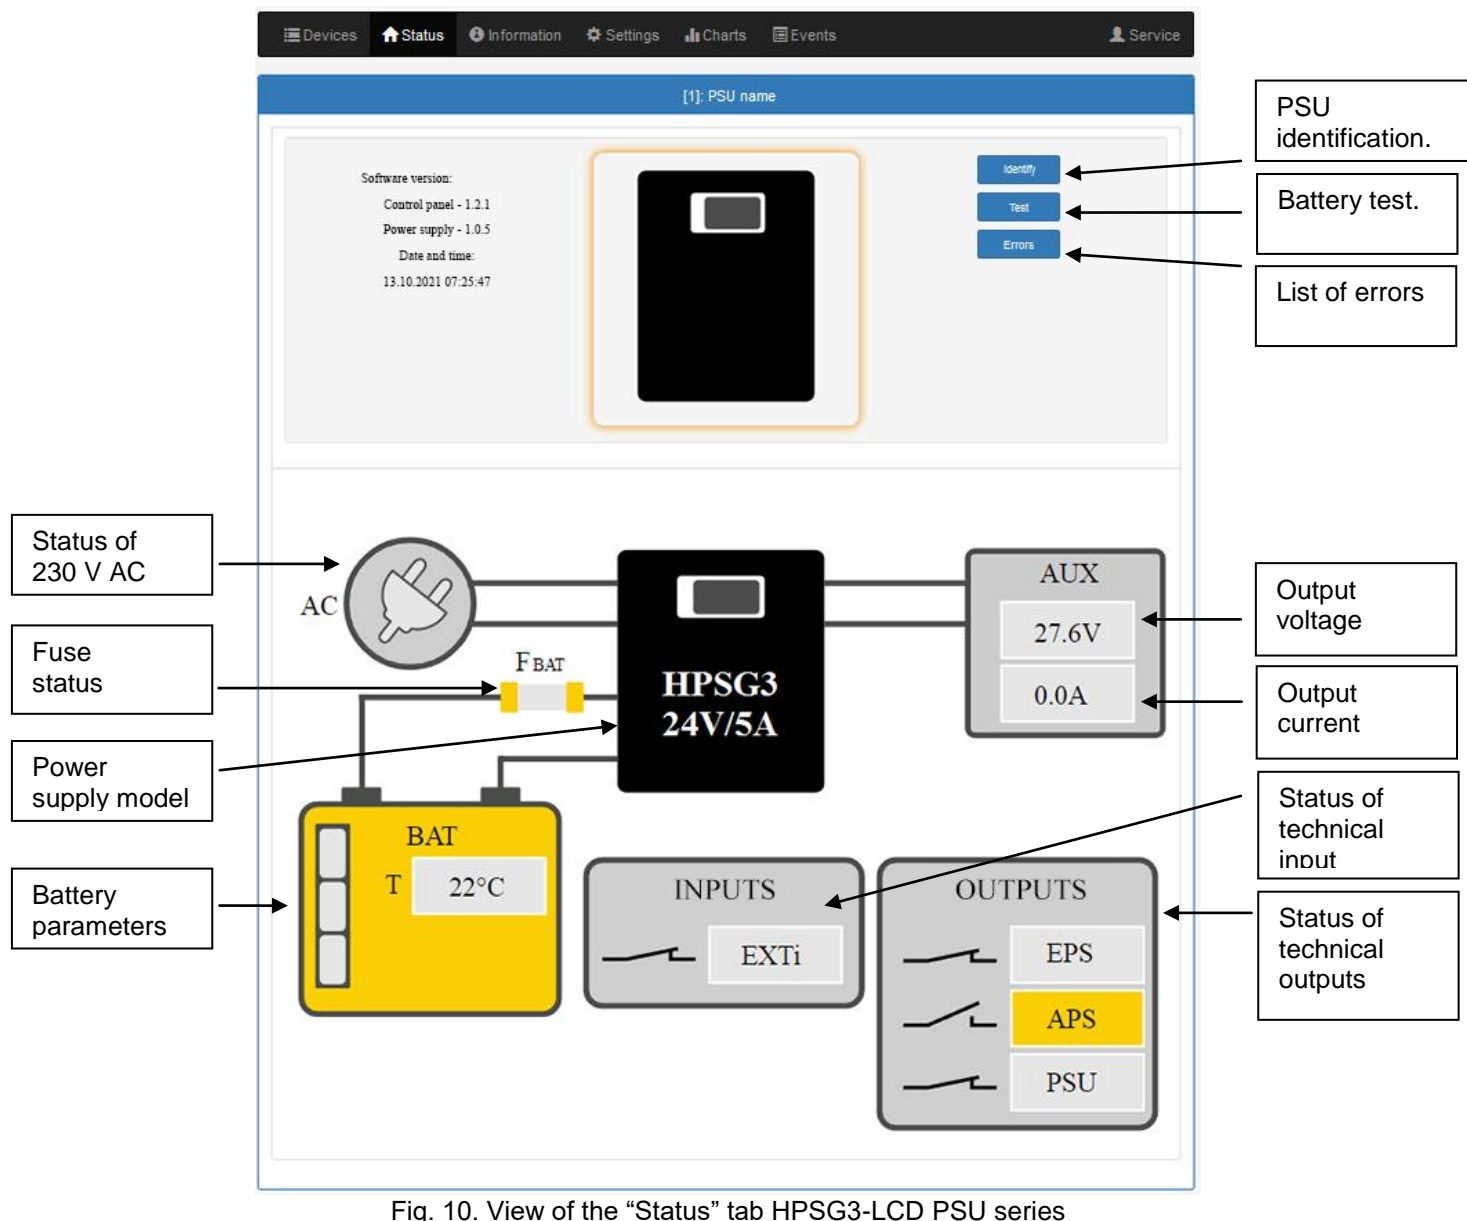 Devices Status Information Settings Charts Events Service
[1]: PSU name
Software version:
Control panel - 1.2.1
Power supply - 1.0.5
Date and time:
13.10.2021 07:25:47
Identify
Test
Errors
PSU
identification.
Battery test.
List of errors
Status of
230 V AC
Fuse
status
Power
supply model
Battery
parameters
AC
FBAT
HPSG3
24V/5A
AUX
27.6V
0.0A
Output
voltage
Output
current
Status of
technical
input
Status of
technical
outputs
BAT
T 22°C
INPUTS
EXTi
OUTPUTS
EPS
APS
PSU
Fig. 10. View of the “Status” tab HPSG3-LCD PSU series